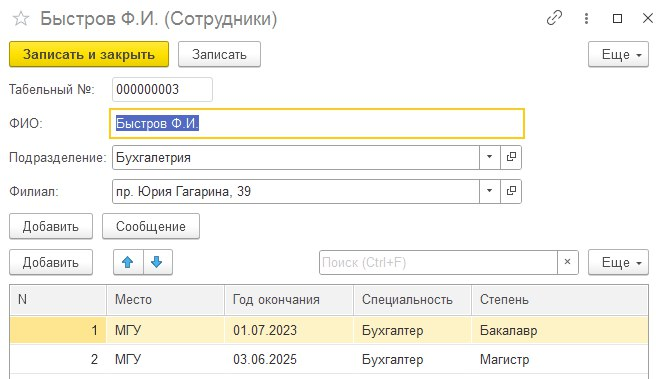 Быстров Ф.И. (Сотрудники)
Записать и закрыть Записать Еще
Табельный №: 000000003
ФИО: Быстров Ф.И.
Подразделение: Бухгалетрия
Филиал: пр. Юрия Гагарина, 39
Добавить Сообщение
Добавить Поиск (Ctrl+F) × Еще
N Место Год окончания Специальность Степень
1 МГУ 01.07.2023 Бухгалтер Бакалавр
2 МГУ 03.06.2025 Бухгалтер Магистр